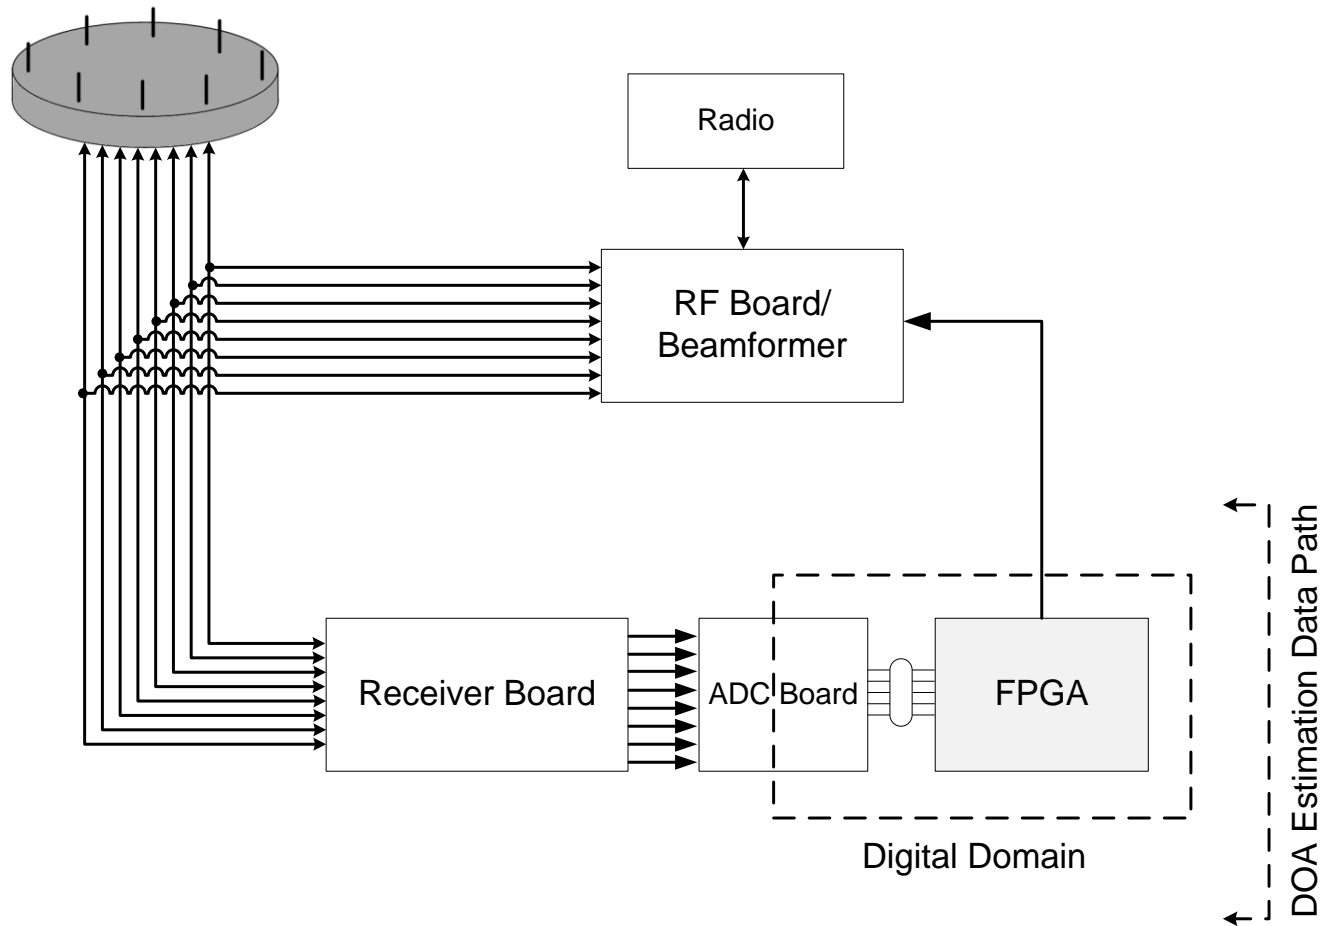 Radio
RF Board/
Beamformer
Receiver Board
ADC Board
FPGA
Digital Domain
DOA Estimation Data Path